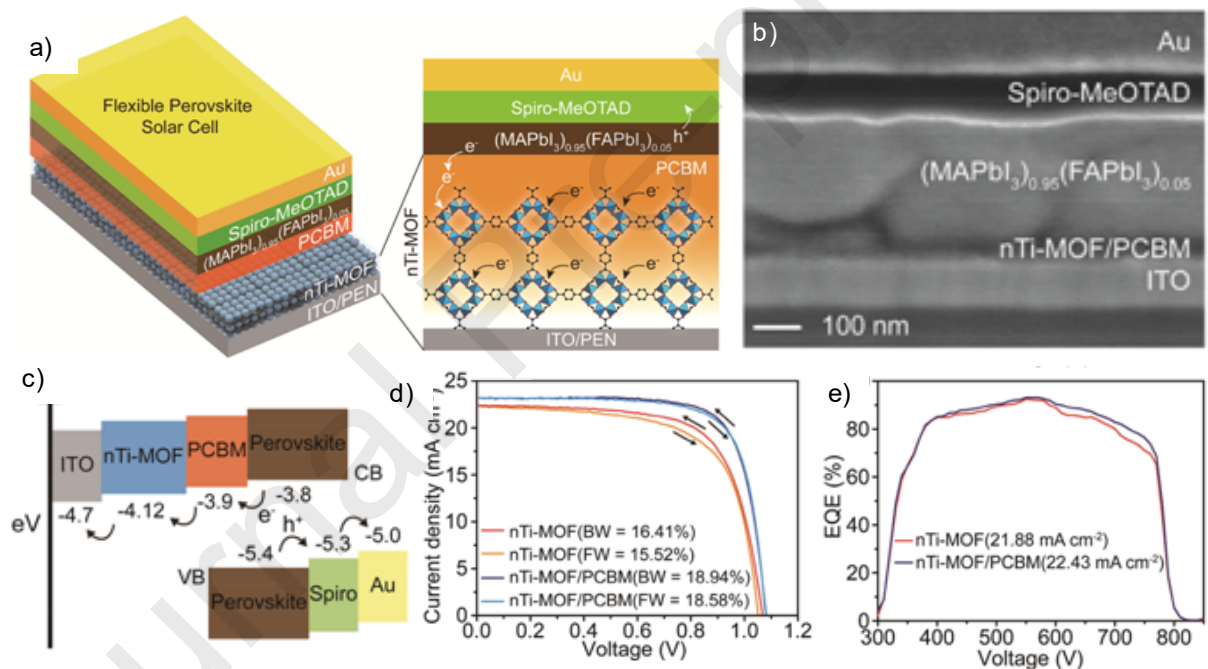 a)
Flexible Perovskite
Solar Cell
Au
Spiro-MeOTAD
(MAPbI₃)₀.₉₅(FAPbI₃)₀.₀₅
PCBM
nTi-MOF
ITO/PEN
Au
Spiro-MeOTAD
(MAPbI₃)₀.₉₅(FAPbI₃)₀.₀₅ h⁺
e⁻
e⁻
PCBM
e⁻ e⁻ e⁻
nTi-MOF
e⁻ e⁻ e⁻
ITO/PEN
b)
Au
Spiro-MeOTAD
(MAPbI₃)₀.₉₅(FAPbI₃)₀.₀₅
nTi-MOF/PCBM
ITO
100 nm
c)
ITO
nTi-MOF
PCBM
Perovskite
CB
eV
-4.7
-4.12
-3.9
-3.8
e⁻
h⁺
-5.4
-5.3
-5.0
VB
Perovskite
Spiro
Au
d)
Current density (mA cm⁻²)
25
20
15
10
5
0
nTi-MOF(BW = 16.41%)
nTi-MOF(FW = 15.52%)
nTi-MOF/PCBM(BW = 18.94%)
nTi-MOF/PCBM(FW = 18.58%)
0.0 0.2 0.4 0.6 0.8 1.0 1.2
Voltage (V)
e)
EQE (%)
80
60
40
20
0
nTi-MOF(21.88 mA cm⁻²)
nTi-MOF/PCBM(22.43 mA cm⁻²)
300 400 500 600 700 800
Voltage (V)